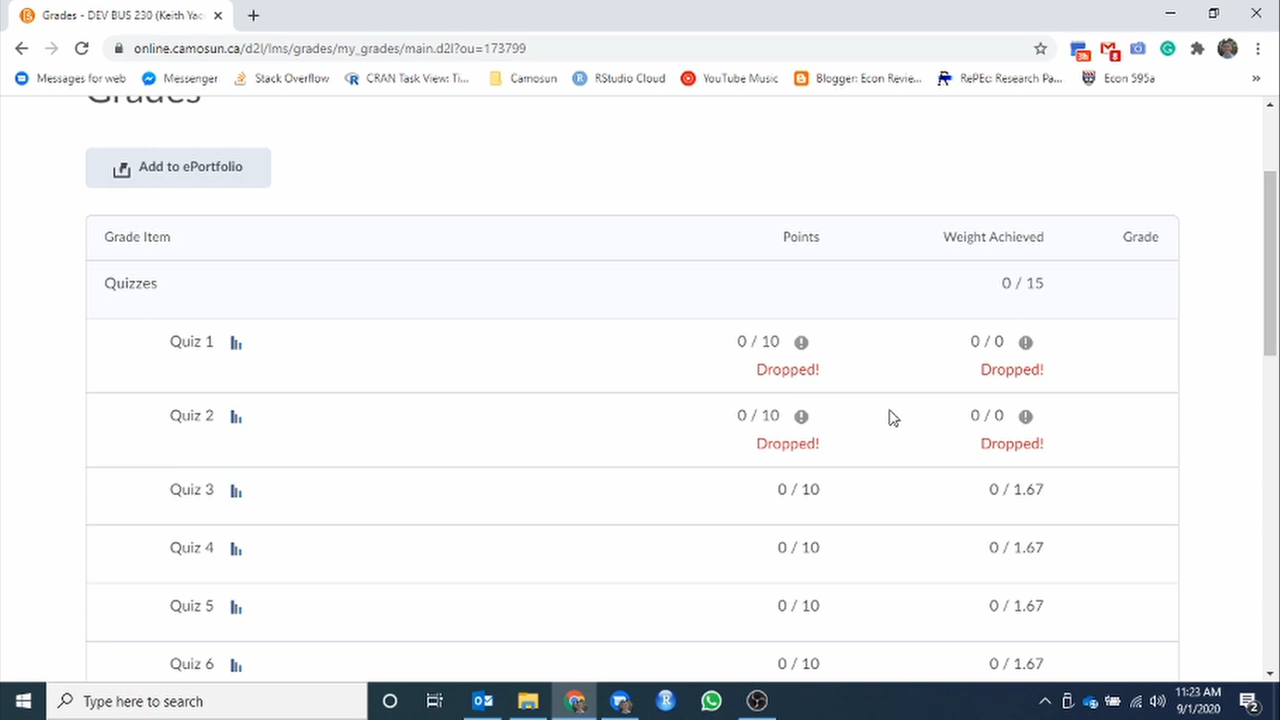 Grades - DEV BUS 230 (Keith Yac
online.camosun.ca/d2l/lms/grades/my_grades/main.d2l?ou=173799
Messages for web Messenger Stack Overflow CRAN Task View: Ti... Camosun RStudio Cloud YouTube Music Blogger: Econ Revie... RePEc: Research Pa... Econ 595a »
Grades
Add to ePortfolio
Grade Item Points Weight Achieved Grade
Quizzes 0 / 15
Quiz 1 0 / 10 0 / 0
Dropped! Dropped!
Quiz 2 0 / 10 0 / 0
Dropped! Dropped!
Quiz 3 0 / 10 0 / 1.67
Quiz 4 0 / 10 0 / 1.67
Quiz 5 0 / 10 0 / 1.67
Quiz 6 0 / 10 0 / 1.67
Type here to search
11:23 AM
9/1/2020
2